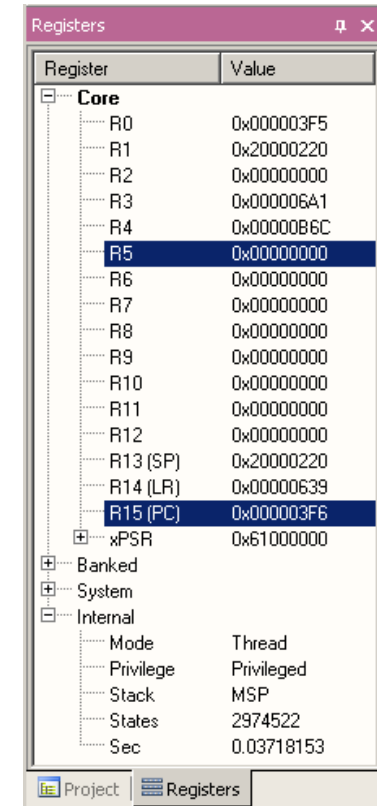 Registers
Register Value
Core
R0 0x000003F5
R1 0x20000220
R2 0x00000000
R3 0x000006A1
R4 0x00000B6C
R5 0x00000000
R6 0x00000000
R7 0x00000000
R8 0x00000000
R9 0x00000000
R10 0x00000000
R11 0x00000000
R12 0x00000000
R13 (SP) 0x20000220
R14 (LR) 0x00000639
R15 (PC) 0x000003F6
xPSR 0x61000000
Banked
System
Internal
Mode Thread
Privilege Privileged
Stack MSP
States 2974522
Sec 0.03718153
Project Registers